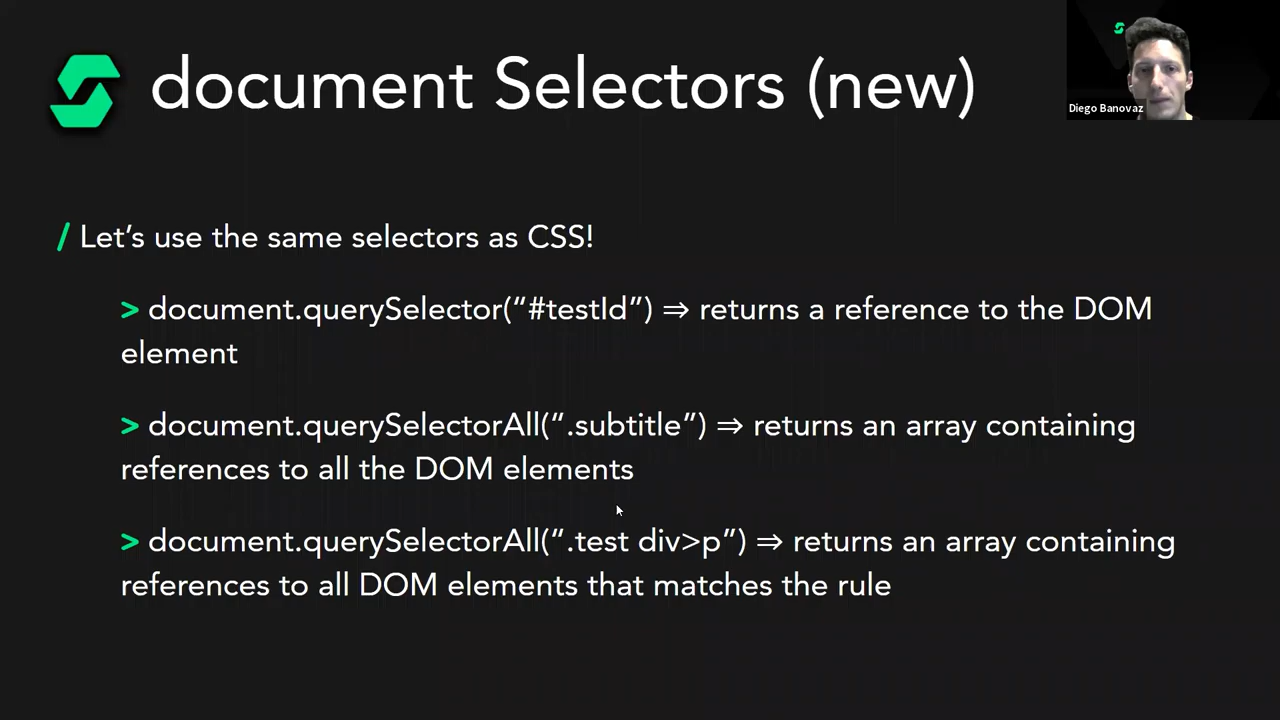 document Selectors (new)
Diego Banovaz
/ Let’s use the same selectors as CSS!
> document.querySelector(“#testId”) ⇒ returns a reference to the DOM
element
> document.querySelectorAll(“.subtitle”) ⇒ returns an array containing
references to all the DOM elements
> document.querySelectorAll(“.test div>p”) ⇒ returns an array containing
references to all DOM elements that matches the rule